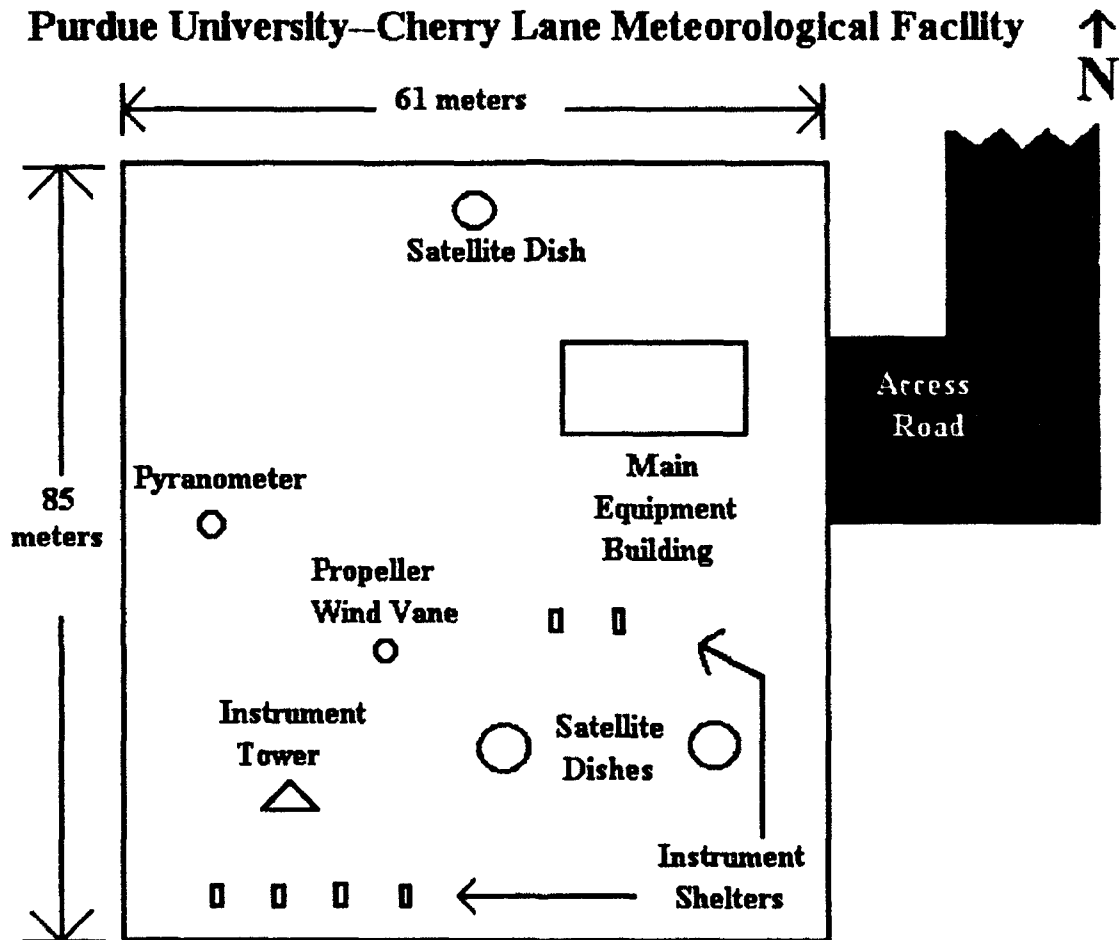 Purdue University--Cherry Lane Meteorological Facility
N
61 meters
Satellite Dish
Access
Road
Main
Equipment
Building
Pyranometer
85
meters
Propeller
Wind Vane
Instrument
Tower
Satellite
Dishes
Instrument
Shelters